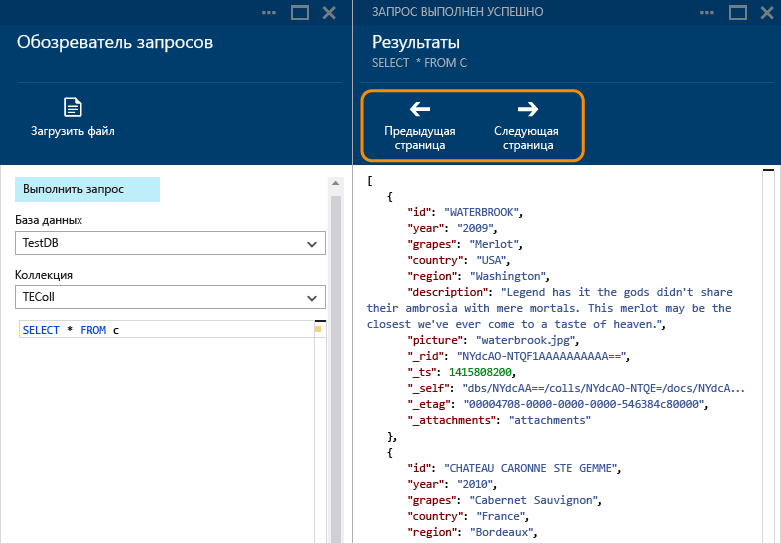 Обозреватель запросов
Загрузить файл
Выполнить запрос
База данных
TestDB
Коллекция
TEColl
SELECT * FROM c
ЗАПРОС ВЫПОЛНЕН УСПЕШНО
Результаты
SELECT * FROM C
Предыдущая
страница
Следующая
страница
[
{
"id": "WATERBROOK",
"year": "2009",
"grapes": "Merlot",
"country": "USA",
"region": "Washington",
"description": "Legend has it the gods didn't share
their ambrosia with mere mortals. This merlot may be the
closest we've ever come to a taste of heaven.",
"picture": "waterbrook.jpg",
"_rid": "NYdcAO-NTQF1AAAAAAAAAA==",
"_ts": 1415808200,
"_self": "dbs/NYdcAA==/colls/NYdcAO-NTQE=/docs/NYdcA...
"_etag": "00004708-0000-0000-0000-546384c80000",
"_attachments": "attachments"
},
{
"id": "CHATEAU CARONNE STE GEMME",
"year": "2010",
"grapes": "Cabernet Sauvignon",
"country": "France",
"region": "Bordeaux",